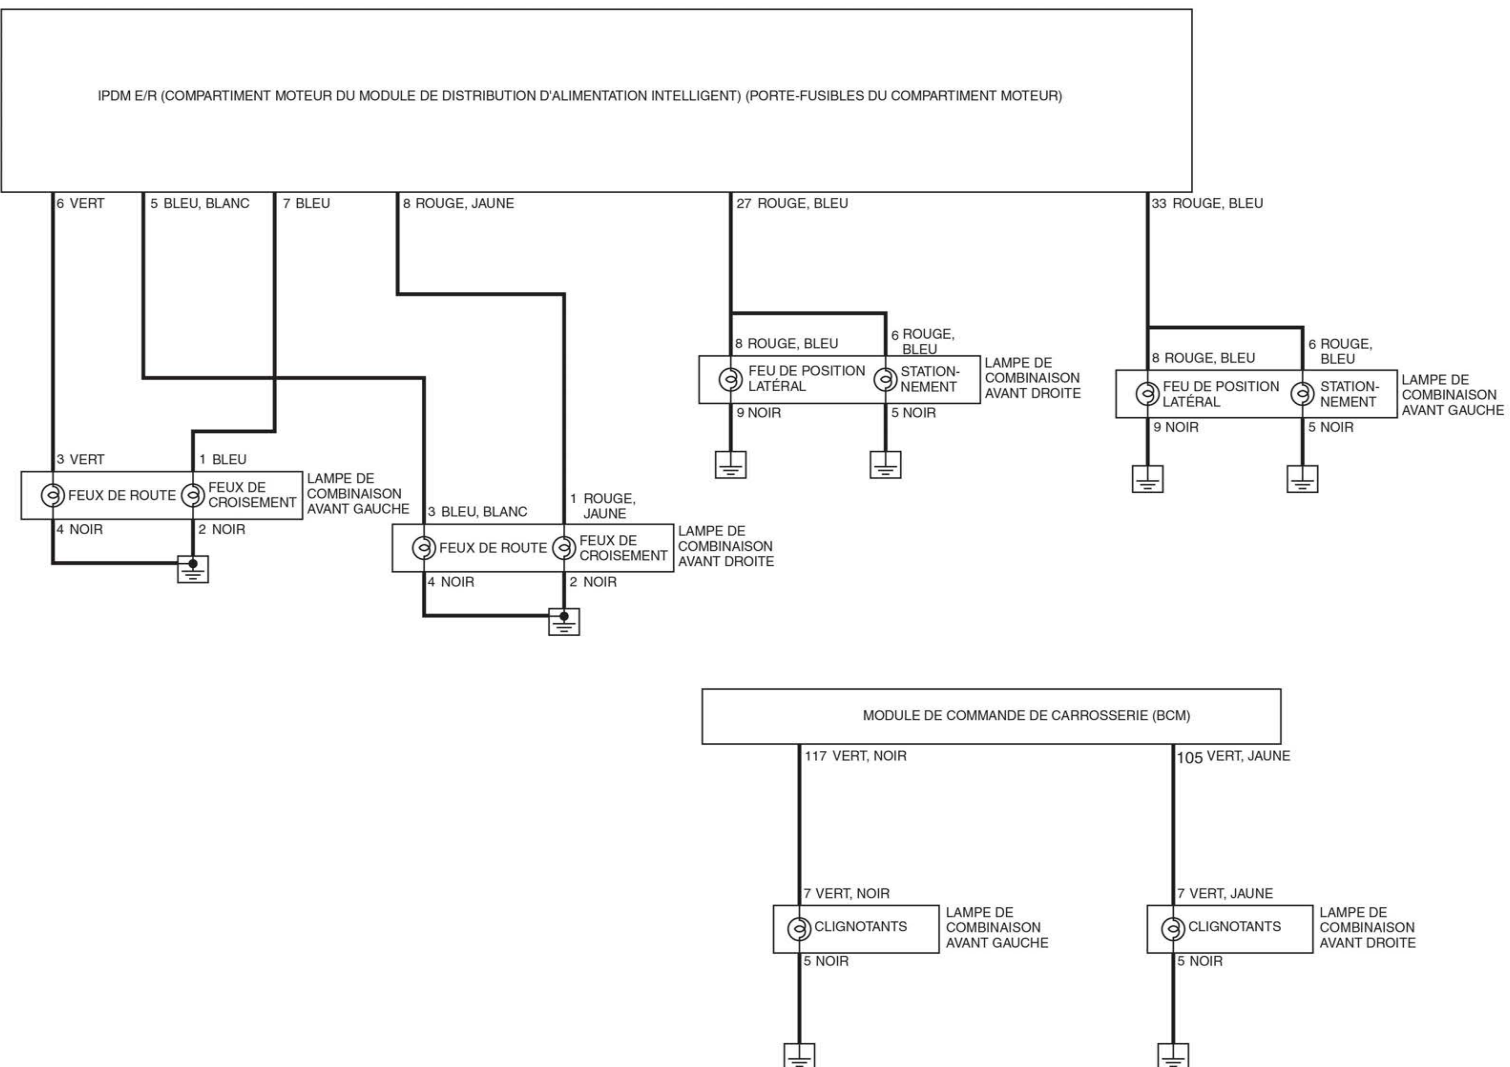 IPDM E/R (COMPARTIMENT MOTEUR DU MODULE DE DISTRIBUTION D'ALIMENTATION INTELLIGENT) (PORTE-FUSIBLES DU COMPARTIMENT MOTEUR)
6 VERT
5 BLEU, BLANC
7 BLEU
8 ROUGE, JAUNE
27 ROUGE, BLEU
33 ROUGE, BLEU
8 ROUGE, BLEU
6 ROUGE,
BLEU
FEU DE POSITION
LATÉRAL
STATION-
NEMENT
LAMPE DE
COMBINAISON
AVANT DROITE
9 NOIR
5 NOIR
8 ROUGE, BLEU
6 ROUGE,
BLEU
FEU DE POSITION
LATÉRAL
STATION-
NEMENT
LAMPE DE
COMBINAISON
AVANT GAUCHE
9 NOIR
5 NOIR
3 VERT
1 BLEU
FEUX DE ROUTE
FEUX DE
CROISEMENT
LAMPE DE
COMBINAISON
AVANT GAUCHE
4 NOIR
2 NOIR
3 BLEU, BLANC
1 ROUGE,
JAUNE
FEUX DE ROUTE
FEUX DE
CROISEMENT
LAMPE DE
COMBINAISON
AVANT DROITE
4 NOIR
2 NOIR
MODULE DE COMMANDE DE CARROSSERIE (BCM)
117 VERT, NOIR
105 VERT, JAUNE
7 VERT, NOIR
CLIGNOTANTS
LAMPE DE
COMBINAISON
AVANT GAUCHE
5 NOIR
7 VERT, JAUNE
CLIGNOTANTS
LAMPE DE
COMBINAISON
AVANT DROITE
5 NOIR